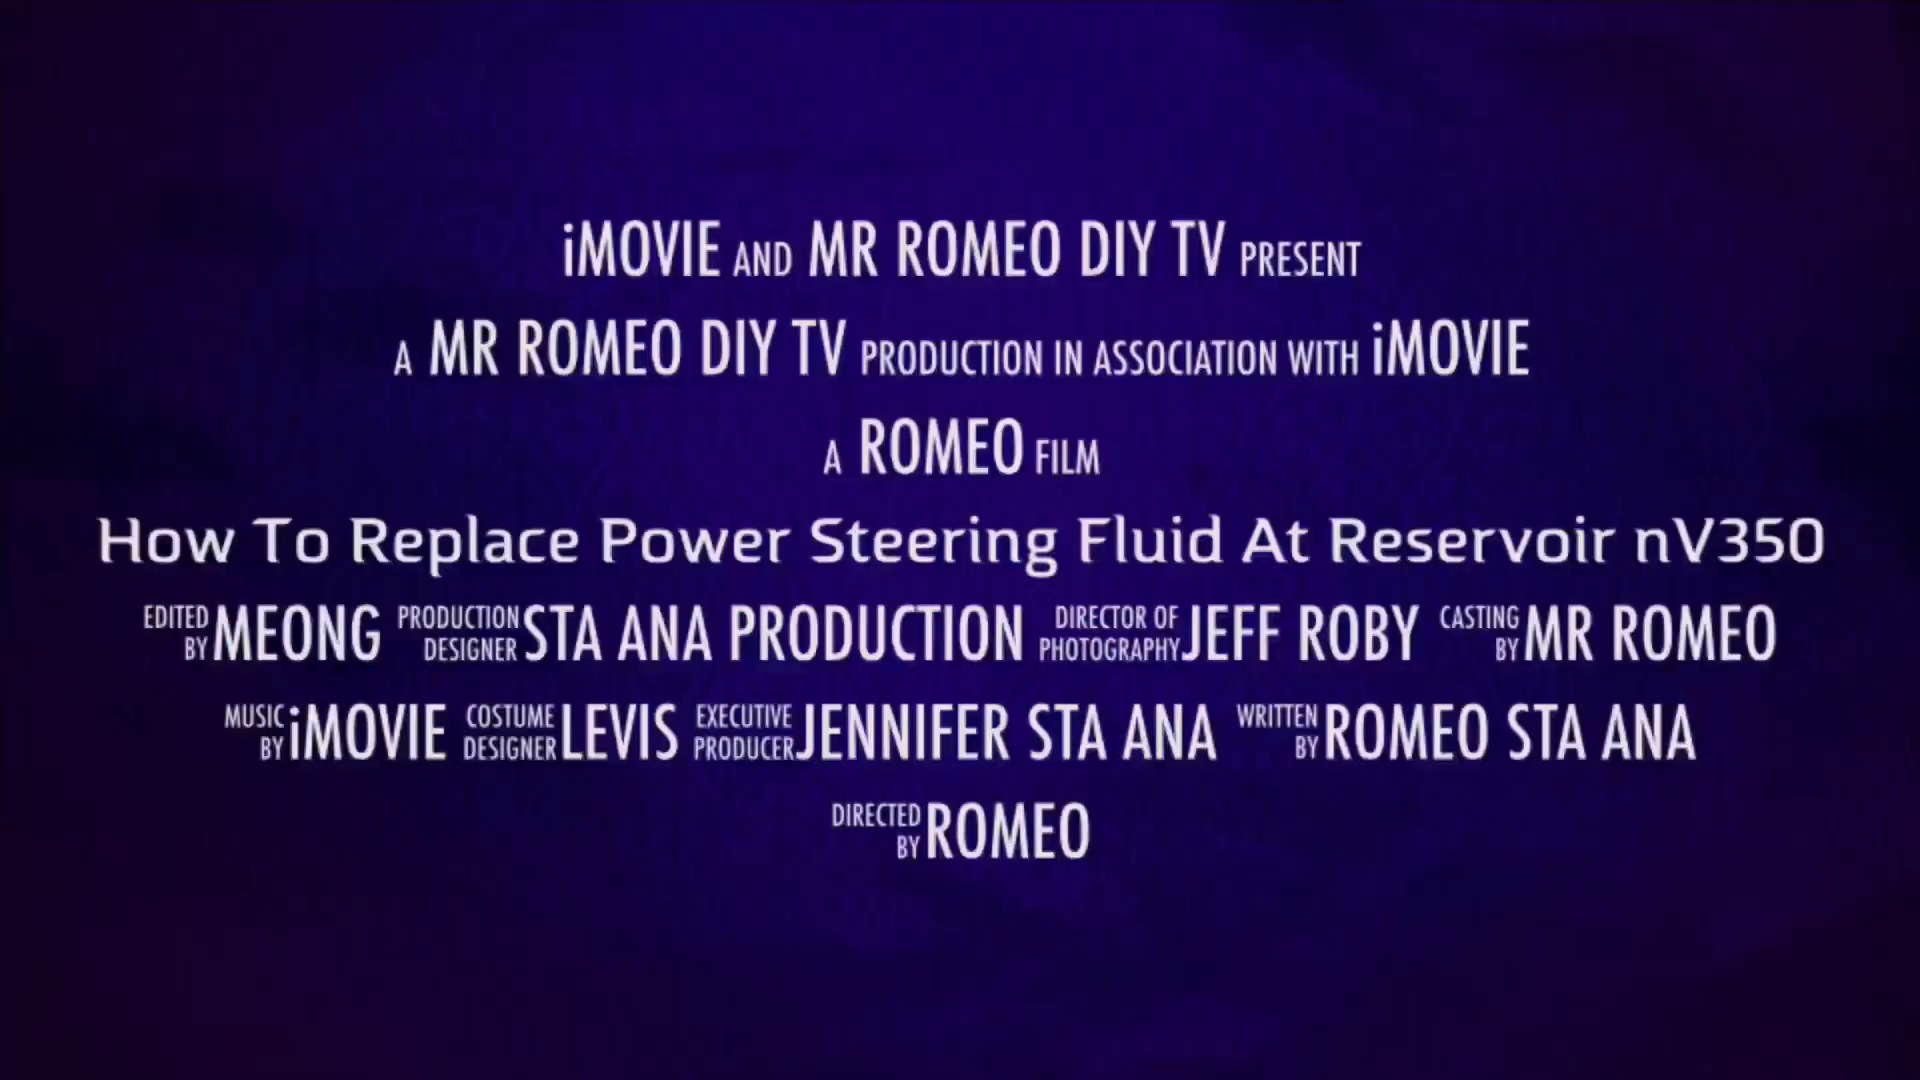 iMOVIE AND MR ROMEO DIY TV PRESENT
A MR ROMEO DIY TV PRODUCTION IN ASSOCIATION WITH iMOVIE
A ROMEO FILM
How To Replace Power Steering Fluid At Reservoir nV350
EDITED BY MEONG PRODUCTION DESIGNER STA ANA PRODUCTION DIRECTOR OF PHOTOGRAPHY JEFF ROBY CASTING BY MR ROMEO
MUSIC BY iMOVIE COSTUME DESIGNER LEVIS EXECUTIVE PRODUCER JENNIFER STA ANA WRITTEN BY ROMEO STA ANA
DIRECTED BY ROMEO